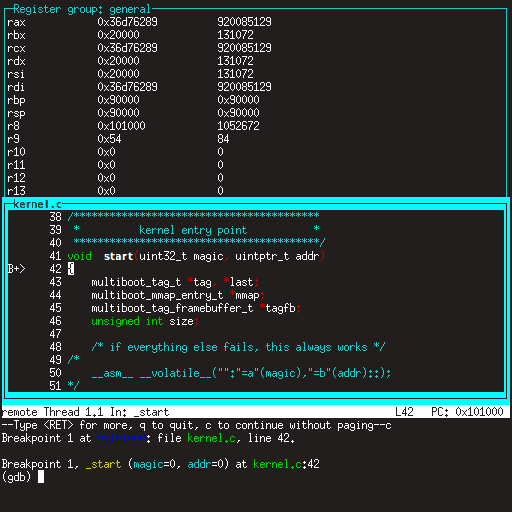 Register group: general
rax 0x36d76289 920085129
rbx 0x20000 131072
rcx 0x36d76289 920085129
rdx 0x20000 131072
rsi 0x20000 131072
rdi 0x36d76289 920085129
rbp 0x90000 0x90000
rsp 0x90000 0x90000
r8 0x101000 1052672
r9 0x54 84
r10 0x0 0
r11 0x0 0
r12 0x0 0
r13 0x0 0
kernel.c
38 /*****************************************
39 * kernel entry point *
40 *****************************************/
41 void _start(uint32_t magic, uintptr_t addr)
B+> 42 {
43 multiboot_tag_t *tag, *last;
44 multiboot_mmap_entry_t *mmap;
45 multiboot_tag_framebuffer_t *tagfb;
46 unsigned int size;
47
48 /* if everything else fails, this always works */
49 /*
50 __asm__ __volatile__("":"=a"(magic),"=b"(addr)::);
51 */
remote Thread 1.1 In: _start L42 PC: 0x101000
--Type <RET> for more, q to quit, c to continue without paging--c
Breakpoint 1 at : file kernel.c, line 42.
Breakpoint 1, _start (magic=0, addr=0) at kernel.c:42
(gdb)